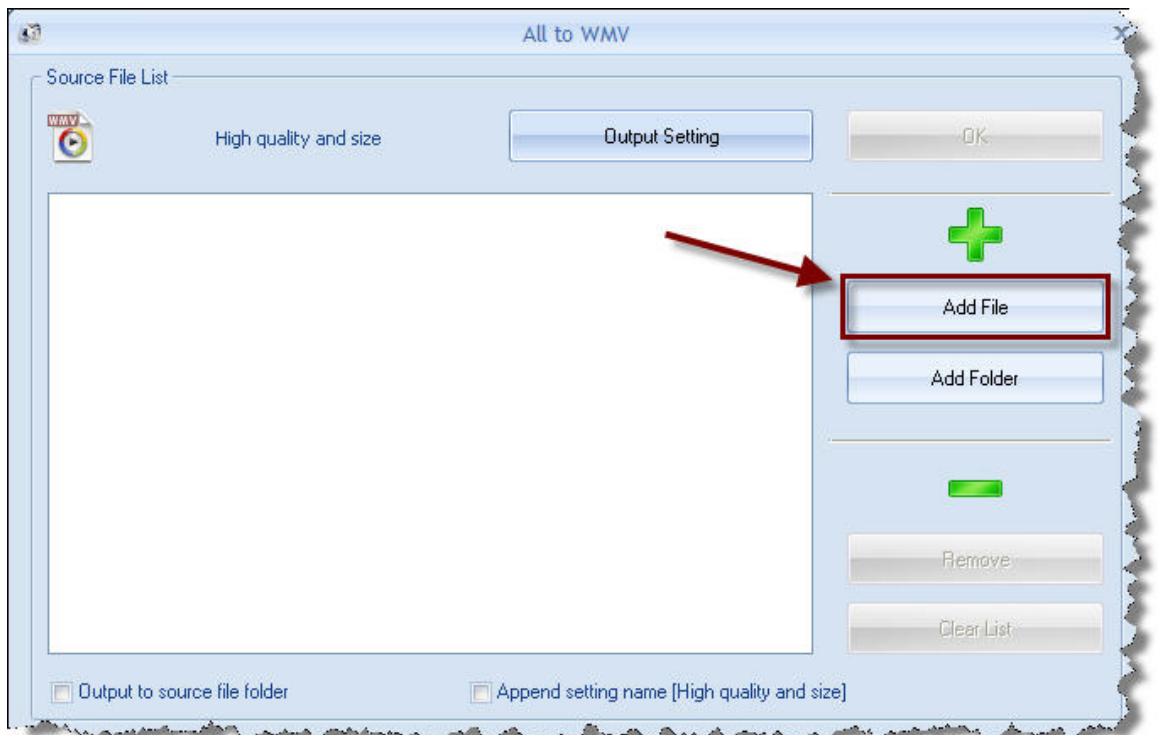 All to WMV
x
Source File List
WMV
High quality and size
Output Setting
OK
Add File
Add Folder
Remove
Clear List
Output to source file folder
Append setting name [High quality and size]